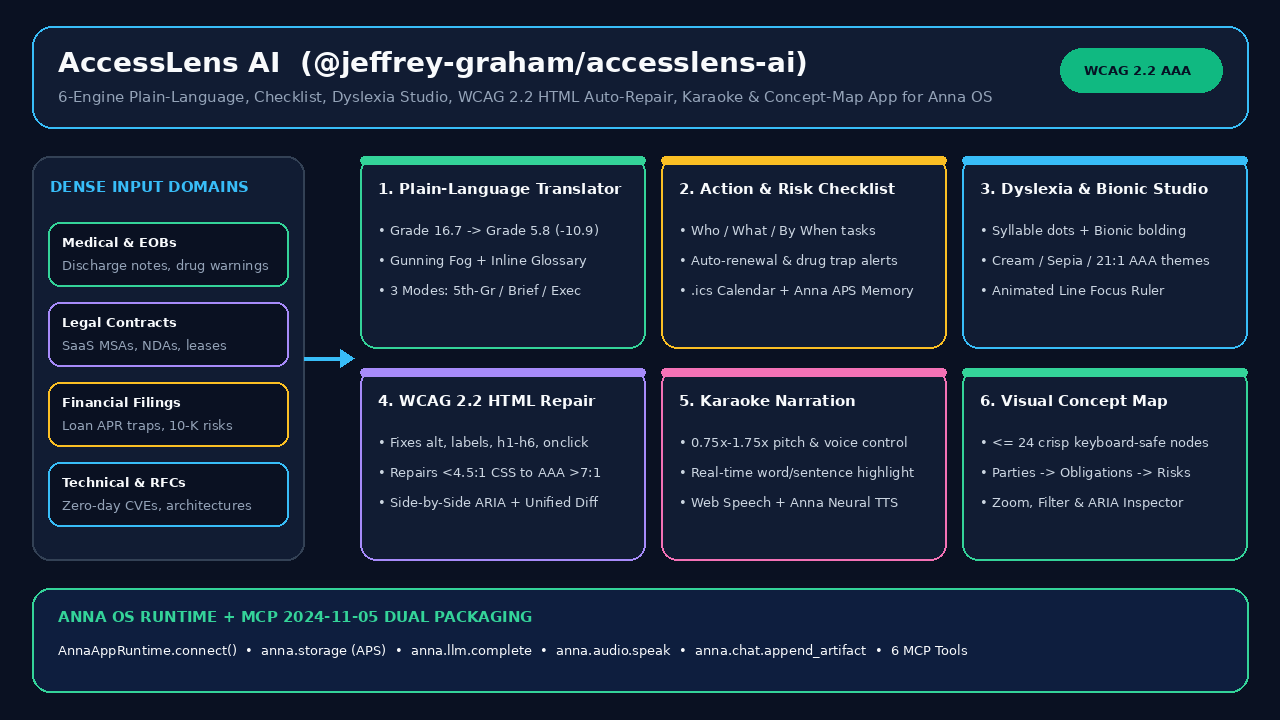 AccessLens AI (@jeffrey-graham/accesslens-ai)
6-Engine Plain-Language, Checklist, Dyslexia Studio, WCAG 2.2 HTML Auto-Repair, Karaoke & Concept-Map App for Anna OS
WCAG 2.2 AAA
DENSE INPUT DOMAINS
Medical & EOBs
Discharge notes, drug warnings
Legal Contracts
SaaS MSAs, NDAs, leases
Financial Filings
Loan APR traps, 10-K risks
Technical & RFCs
Zero-day CVEs, architectures
1. Plain-Language Translator
• Grade 16.7 -> Grade 5.8 (-10.9)
• Gunning Fog + Inline Glossary
• 3 Modes: 5th-Gr / Brief / Exec
2. Action & Risk Checklist
• Who / What / By When tasks
• Auto-renewal & drug trap alerts
• .ics Calendar + Anna APS Memory
3. Dyslexia & Bionic Studio
• Syllable dots + Bionic bolding
• Cream / Sepia / 21:1 AAA themes
• Animated Line Focus Ruler
4. WCAG 2.2 HTML Repair
• Fixes alt, labels, h1-h6, onclick
• Repairs <4.5:1 CSS to AAA >7:1
• Side-by-Side ARIA + Unified Diff
5. Karaoke Narration
• 0.75x-1.75x pitch & voice control
• Real-time word/sentence highlight
• Web Speech + Anna Neural TTS
6. Visual Concept Map
• <= 24 crisp keyboard-safe nodes
• Parties -> Obligations -> Risks
• Zoom, Filter & ARIA Inspector
ANNA OS RUNTIME + MCP 2024-11-05 DUAL PACKAGING
AnnaAppRuntime.connect() • anna.storage (APS) • anna.llm.complete • anna.audio.speak • anna.chat.append_artifact • 6 MCP Tools